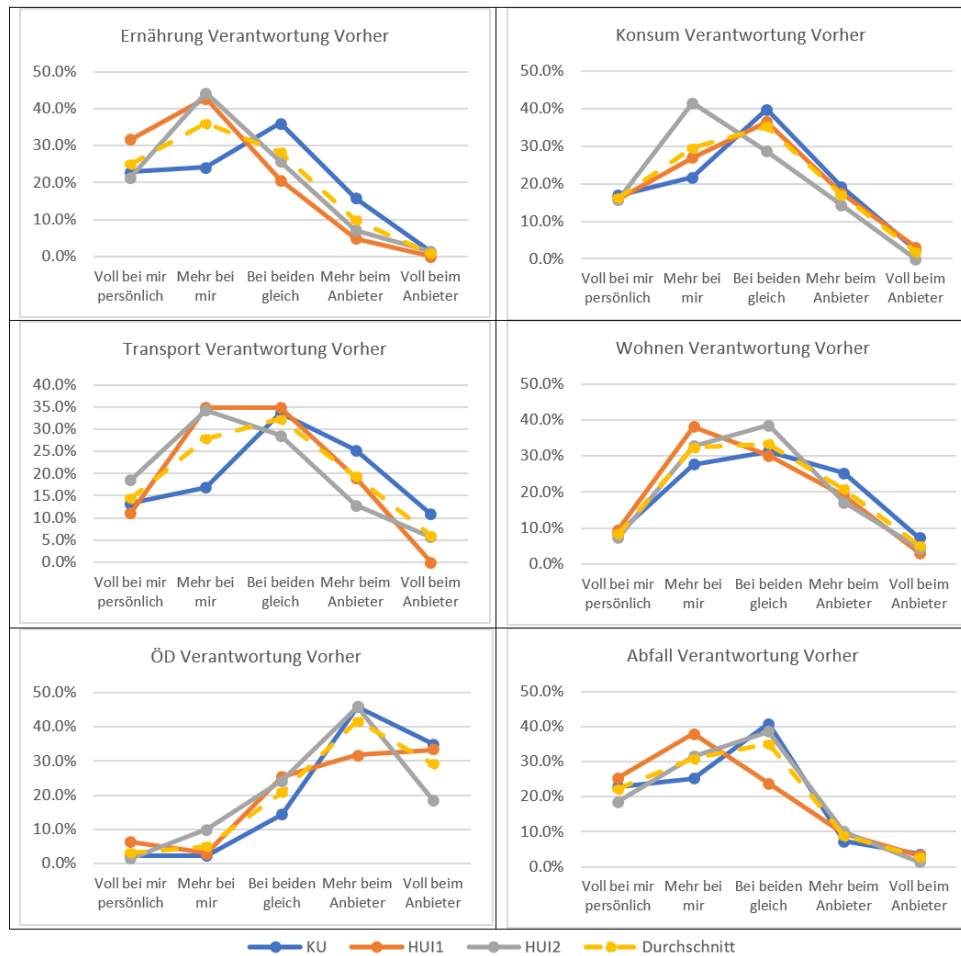 Ernährung Verantwortung Vorher
50.0%
40.0%
30.0%
20.0%
10.0%
0.0%
Voll bei mir persönlich
Mehr bei mir
Bei beiden gleich
Mehr beim Anbieter
Voll beim Anbieter
Konsum Verantwortung Vorher
50.0%
40.0%
30.0%
20.0%
10.0%
0.0%
Voll bei mir persönlich
Mehr bei mir
Bei beiden gleich
Mehr beim Anbieter
Voll beim Anbieter
Transport Verantwortung Vorher
40.0%
35.0%
30.0%
25.0%
20.0%
15.0%
10.0%
5.0%
0.0%
Voll bei mir persönlich
Mehr bei mir
Bei beiden gleich
Mehr beim Anbieter
Voll beim Anbieter
Wohnen Verantwortung Vorher
50.0%
40.0%
30.0%
20.0%
10.0%
0.0%
Voll bei mir persönlich
Mehr bei mir
Bei beiden gleich
Mehr beim Anbieter
Voll beim Anbieter
ÖD Verantwortung Vorher
50.0%
40.0%
30.0%
20.0%
10.0%
0.0%
Voll bei mir persönlich
Mehr bei mir
Bei beiden gleich
Mehr beim Anbieter
Voll beim Anbieter
Abfall Verantwortung Vorher
50.0%
40.0%
30.0%
20.0%
10.0%
0.0%
Voll bei mir persönlich
Mehr bei mir
Bei beiden gleich
Mehr beim Anbieter
Voll beim Anbieter
KU HUI1 HUI2 Durchschnitt